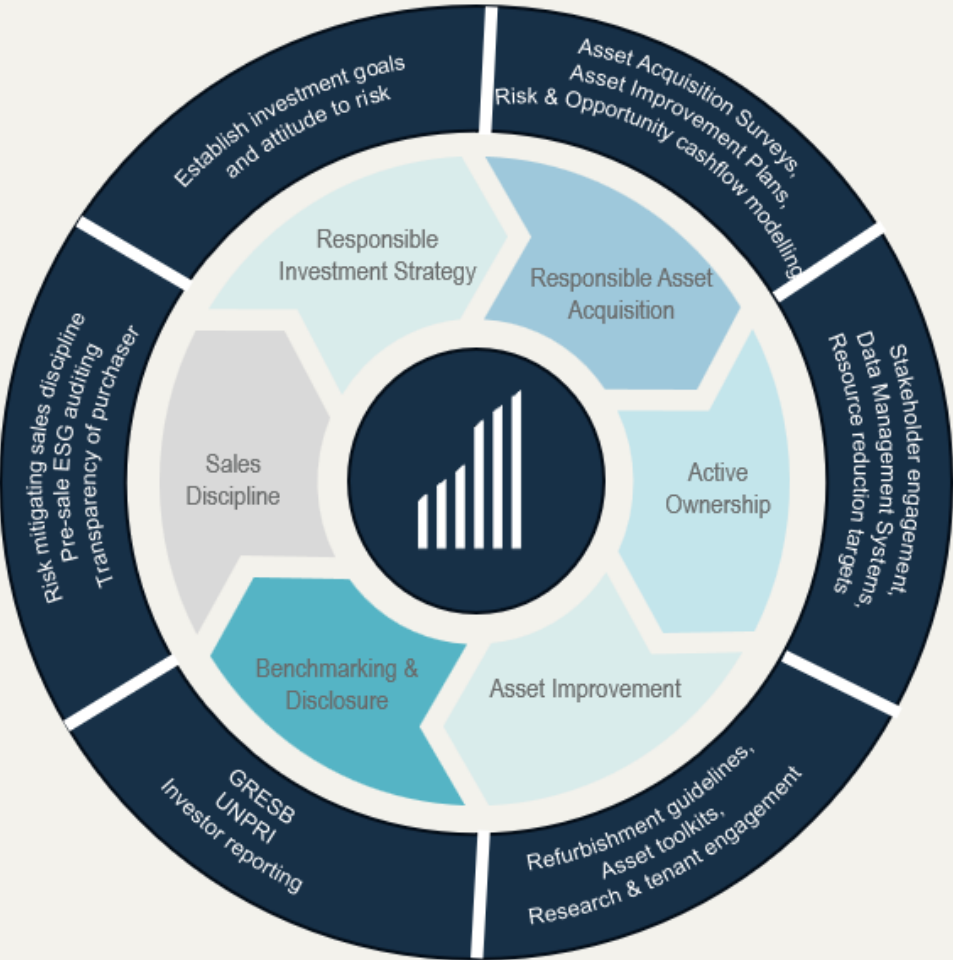 Establish investment goals
and attitude to risk
Asset Acquisition Surveys,
Asset Improvement Plans,
Risk & Opportunity cashflow modelling
Stakeholder engagement,
Data Management Systems,
Resource reduction targets
Refurbishment guidelines,
Asset toolkits,
Research & tenant engagement
GRESB
UNPRI
Investor reporting
Risk mitigating sales discipline
Pre-sale ESG auditing
Transparency of purchaser
Responsible
Investment Strategy
Responsible Asset
Acquisition
Active
Ownership
Asset Improvement
Benchmarking &
Disclosure
Sales
Discipline